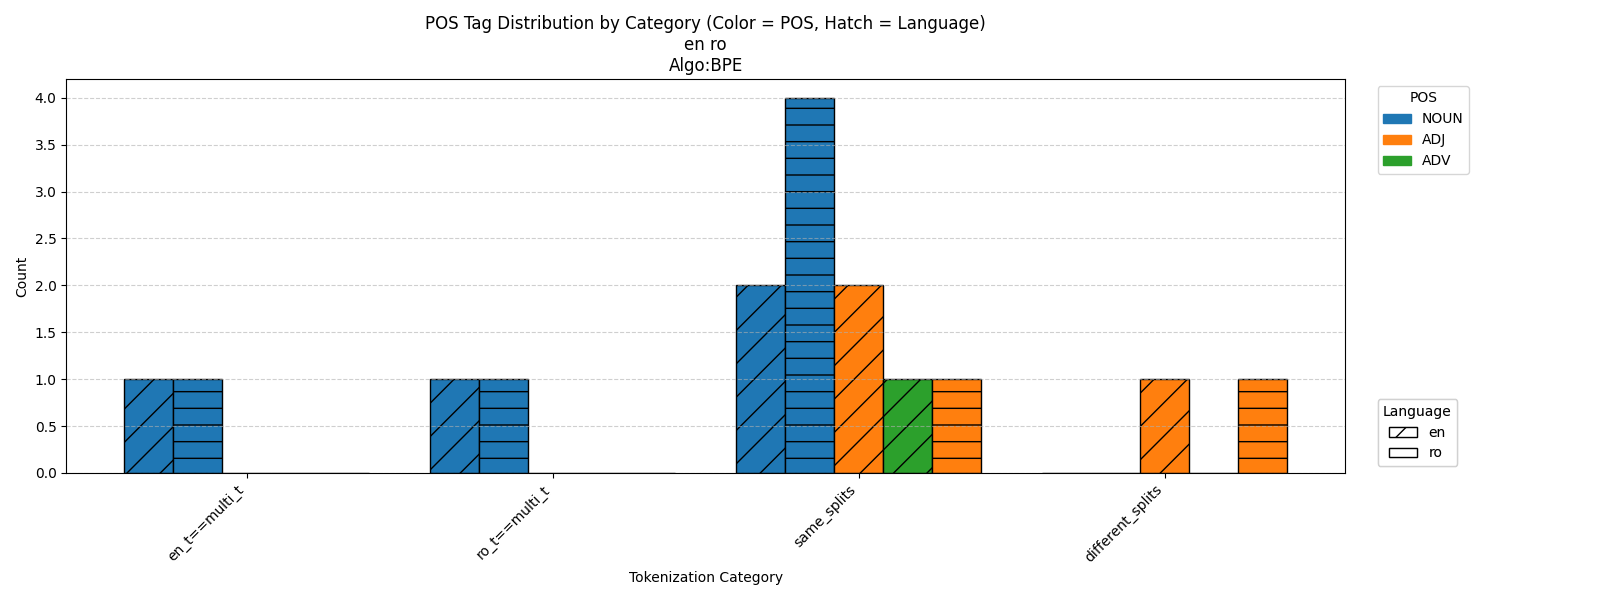 POS Tag Distribution by Category (Color = POS, Hatch = Language)
en ro
Algo:BPE
Count
4.0
3.5
3.0
2.5
2.0
1.5
1.0
0.5
0.0
en_t==multi_t
ro_t==multi_t
same_splits
different_splits
Tokenization Category
POS
NOUN
ADJ
ADV
Language
en
ro